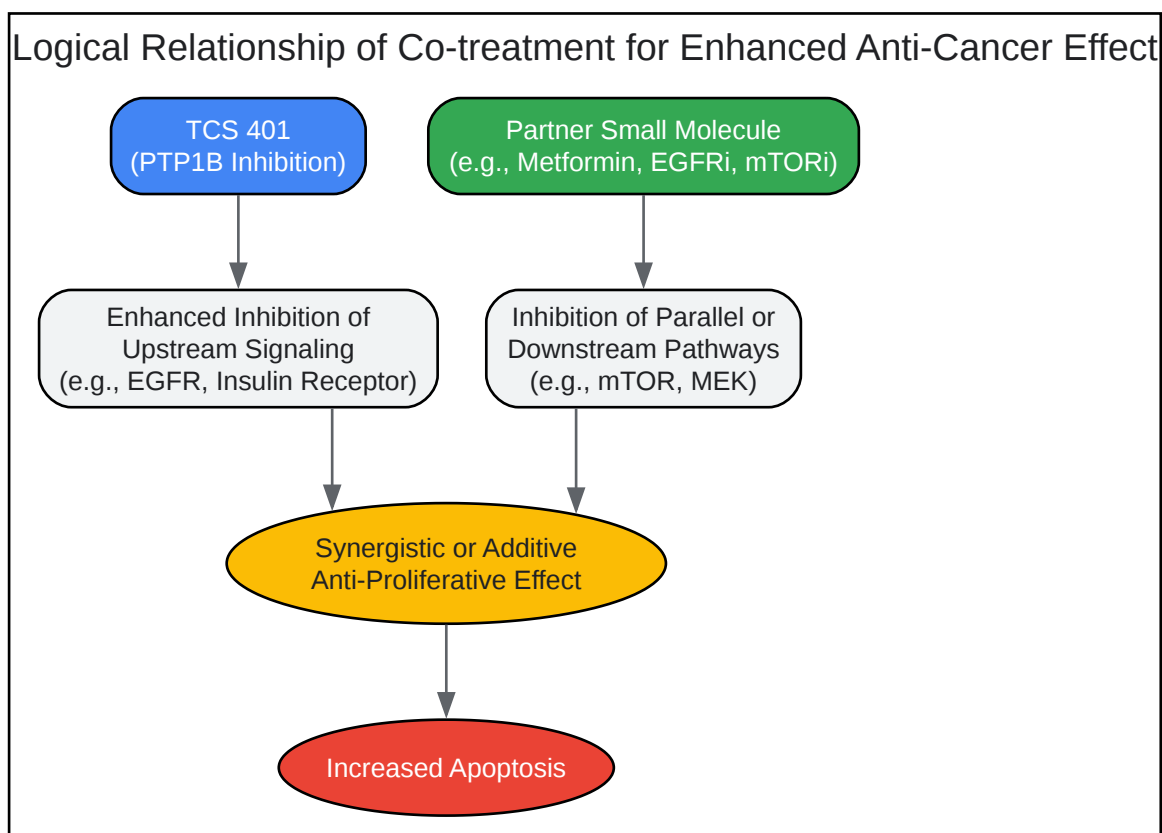 Logical Relationship of Co-treatment for Enhanced Anti-Cancer Effect
TCS 401
(PTP1B Inhibition)
Partner Small Molecule
(e.g., Metformin, EGFRi, mTORi)
Enhanced Inhibition of
Upstream Signaling
(e.g., EGFR, Insulin Receptor)
Inhibition of Parallel or
Downstream Pathways
(e.g., mTOR, MEK)
Synergistic or Additive
Anti-Proliferative Effect
Increased Apoptosis